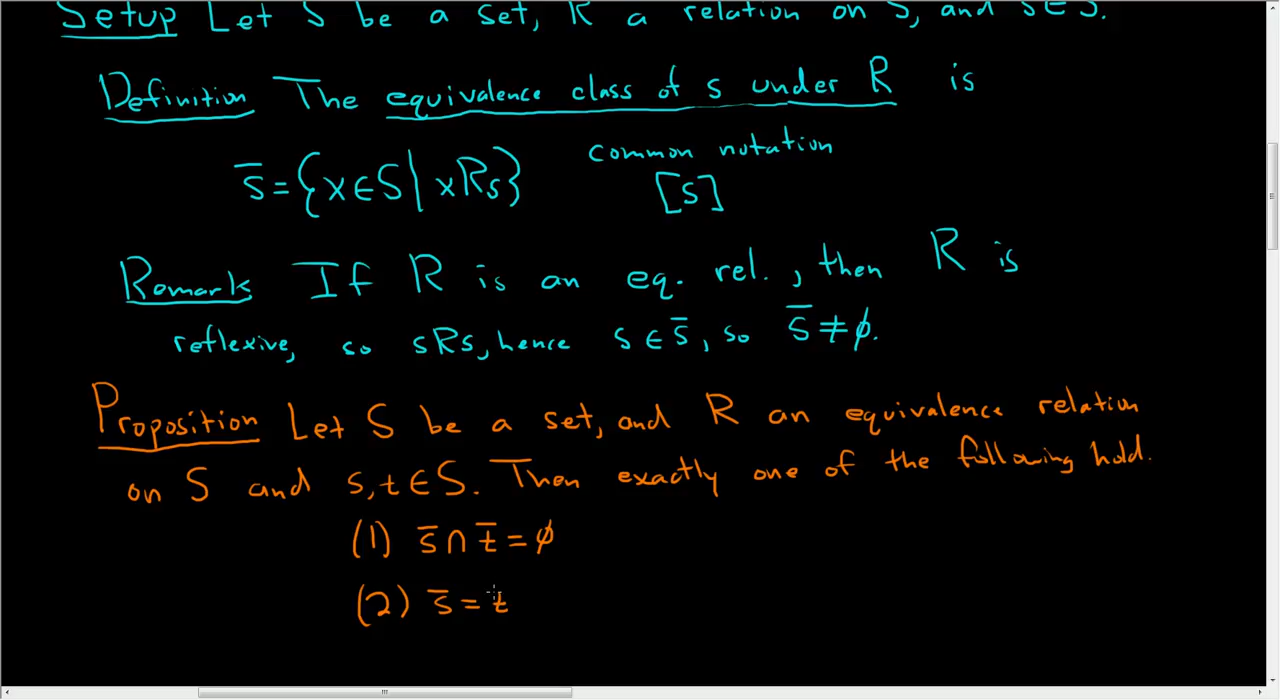 Setup Let S be a set, R a relation on S, and s ∈ S.
Definition The equivalence class of s under R is
common notation
s̅ = {x ∈ S | xRs} [s]
Remark If R is an eq. rel., then R is
reflexive, so sRs, hence s ∈ s̅, so s̅ ≠ ∅.
Proposition Let S be a set, and R an equivalence relation
on S and s, t ∈ S. Then exactly one of the following hold.
(1) s̅ ∩ t̅ = ∅
(2) s̅ = t